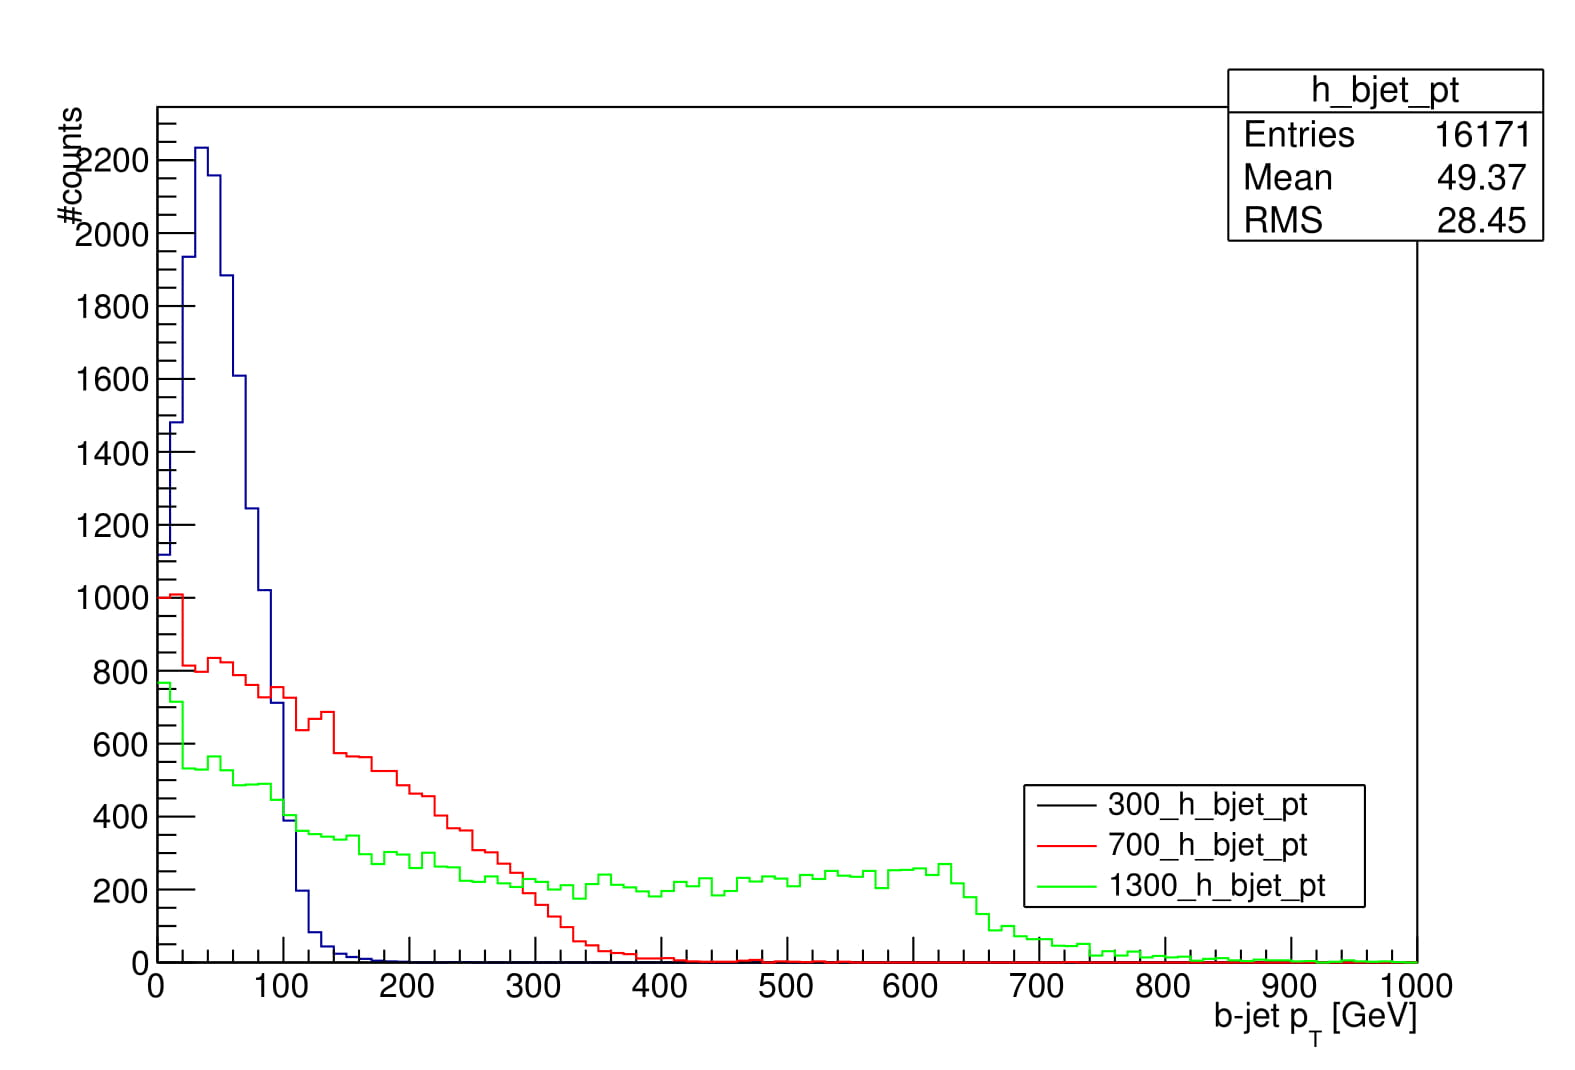 h_bjet_pt
Entries 16171
Mean 49.37
RMS 28.45
#counts
2200
2000
1800
1600
1400
1200
1000
800
600
400
200
0
300_h_bjet_pt
700_h_bjet_pt
1300_h_bjet_pt
0 100 200 300 400 500 600 700 800 900 1000
b-jet p_T [GeV]